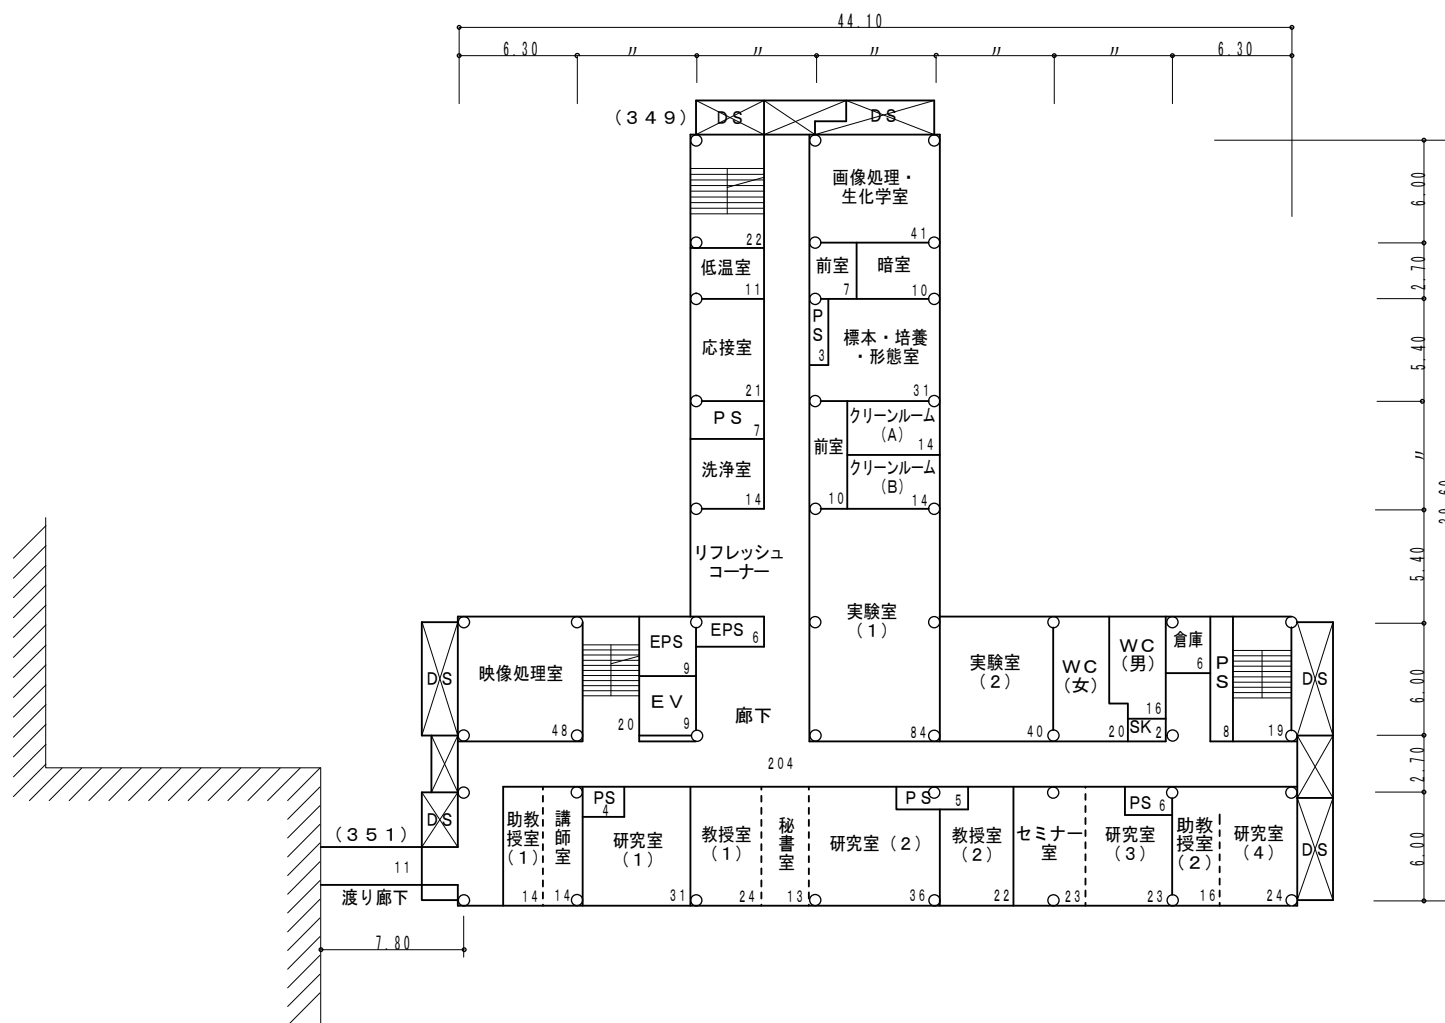 44.10
6.30
〃
〃
〃
〃
〃
6.30
(349)
DS
DS
画像処理・
生化学室
41
22
低温室
11
前室
7
暗室
10
応接室
21
PS
3
標本・培養
・形態室
31
PS
7
洗浄室
14
前室
10
クリーンルーム
(A)
14
クリーンルーム
(B)
14
リフレッシュ
コーナー
実験室
(1)
84
DS
映像処理室
48
20
EPS
9
EV
9
EPS
6
廊下
実験室
(2)
40
WC
(女)
20
WC
(男)
16
SK
2
倉庫
6
PS
8
19
DS
204
DS
(351)
11
渡り廊下
助教
授室
(1)
14
講師室
14
PS
4
研究室
(1)
31
教授室
(1)
24
秘書室
13
研究室(2)
36
PS
5
教授室
(2)
22
セミナー
室
23
研究室
(3)
23
PS
6
助教
授室
(2)
16
研究室
(4)
24
DS
7.80
6.00
2.70
5.40
〃
5.40
6.00
2.70
6.00